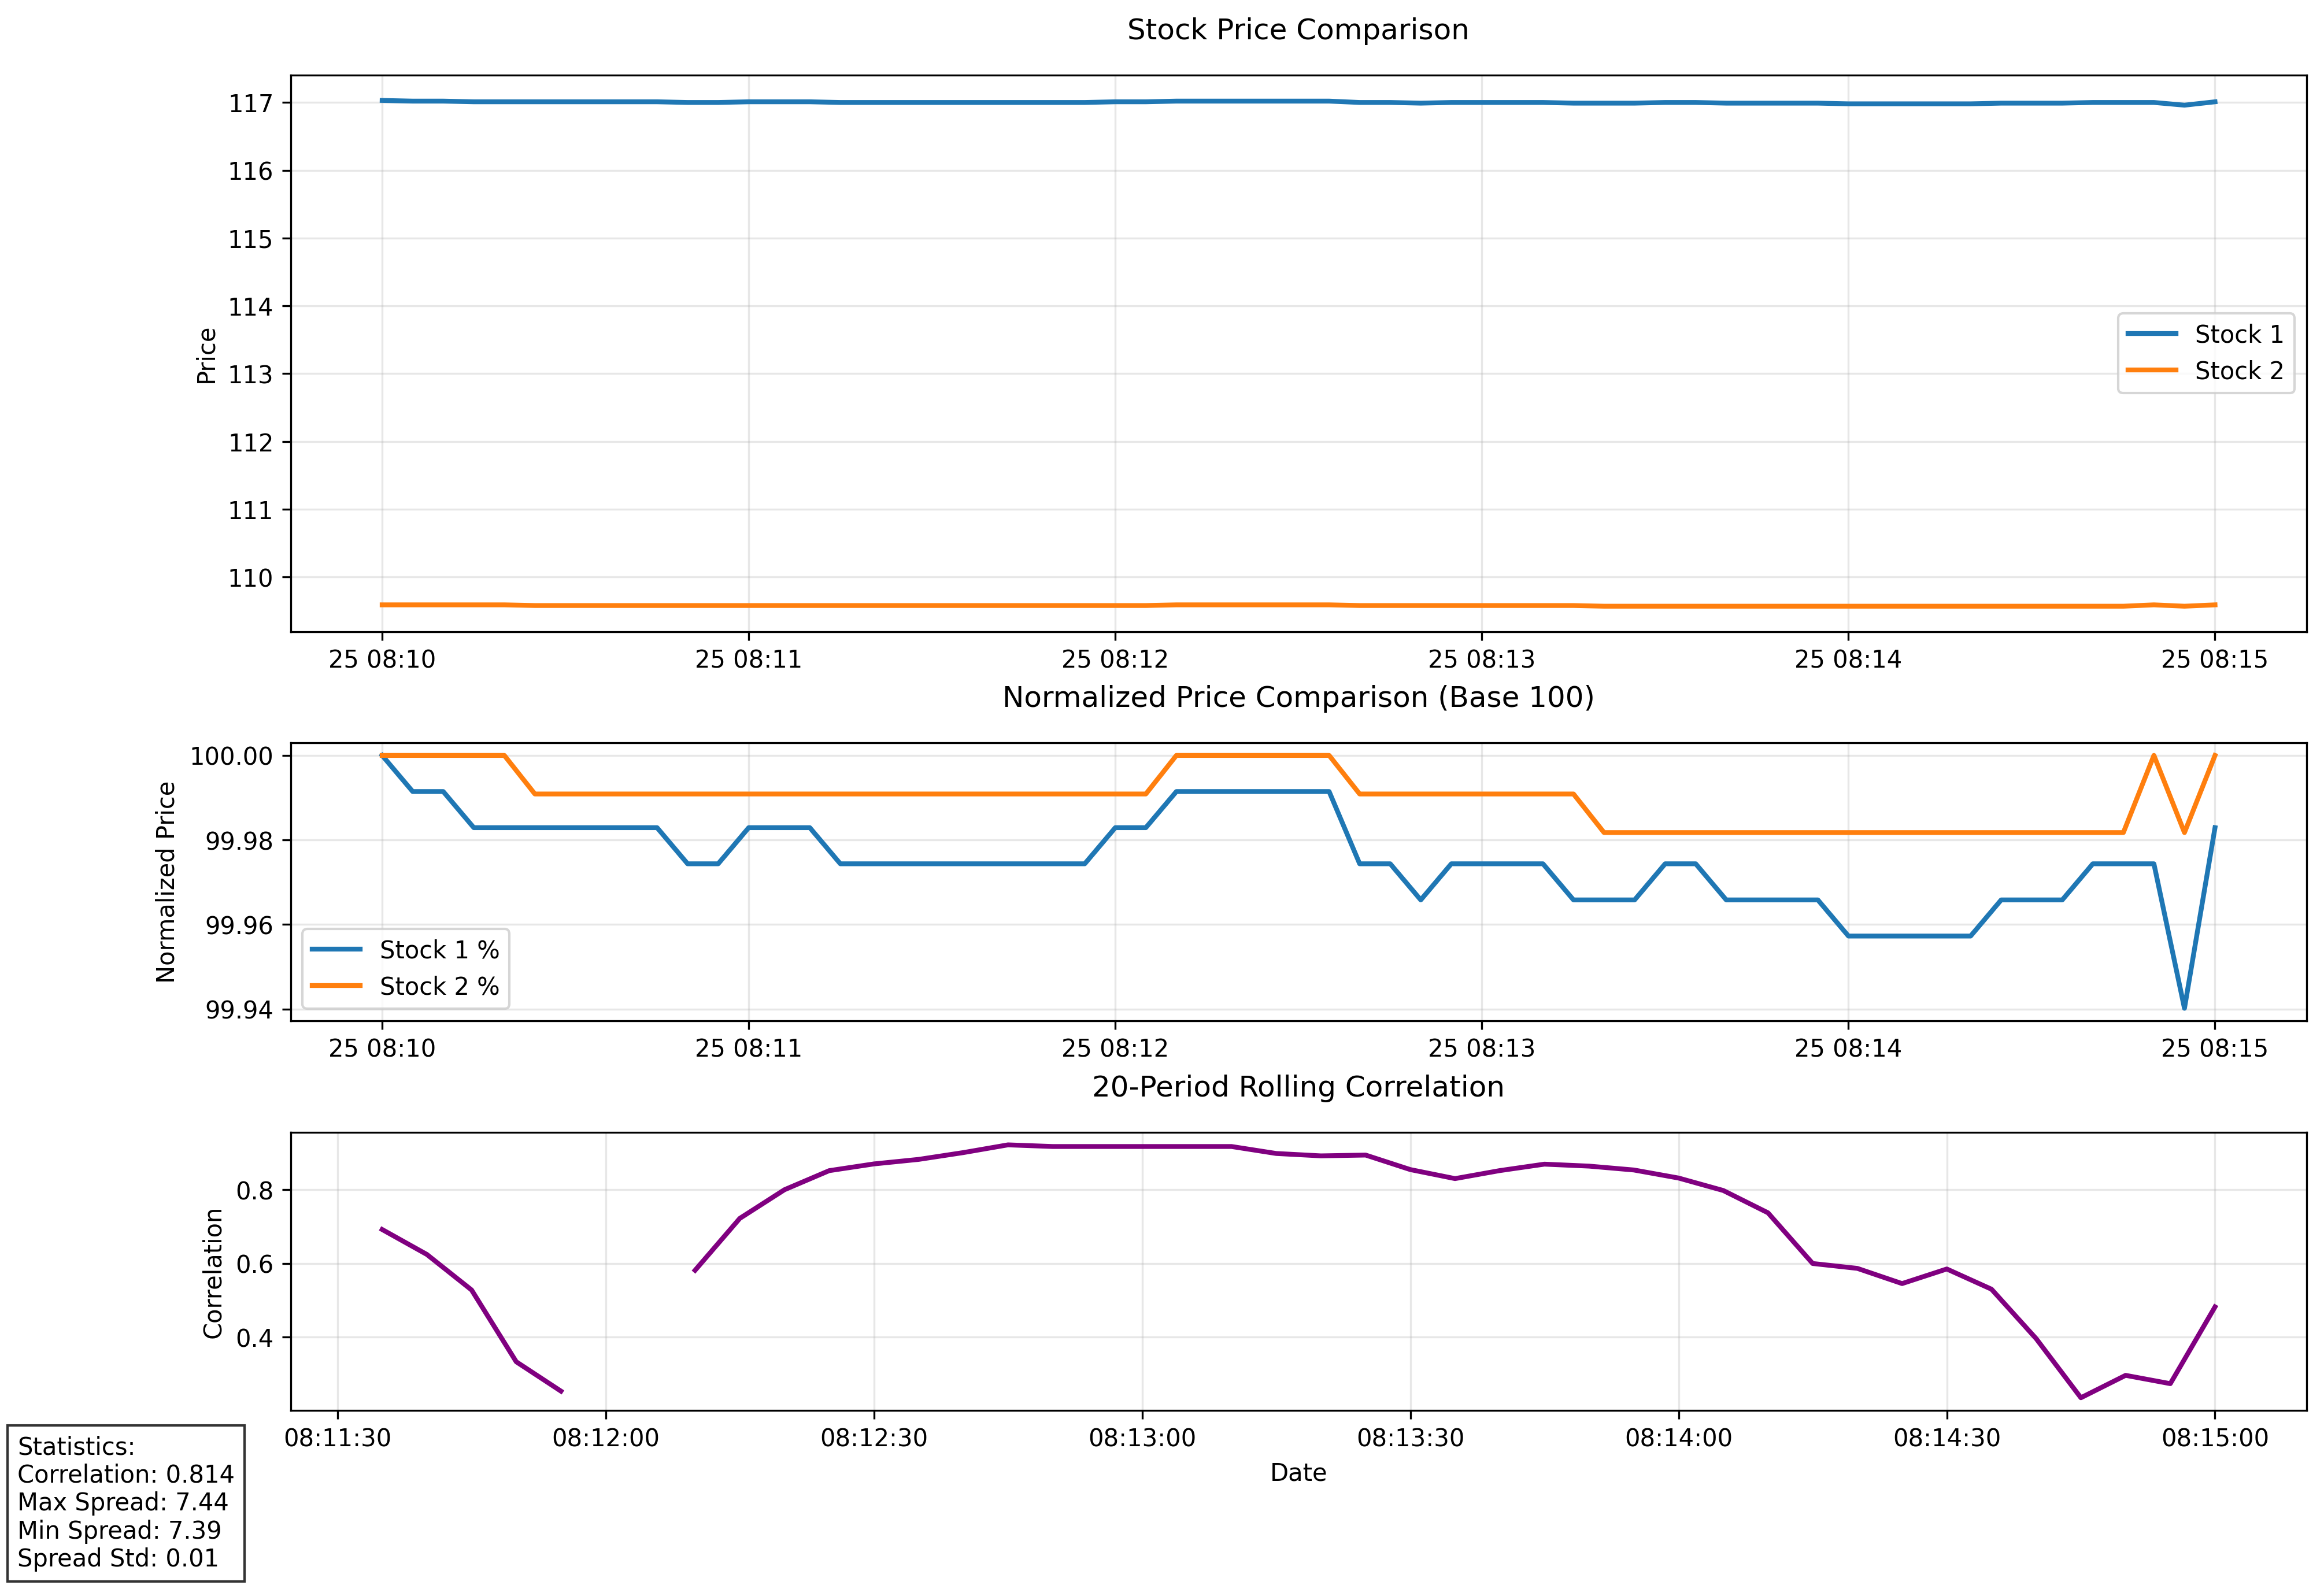 Stock Price Comparison
117
116
115
114
113
112
111
110
Price
Stock 1
Stock 2
25 08:10 25 08:11 25 08:12 25 08:13 25 08:14 25 08:15
Normalized Price Comparison (Base 100)
100.00
99.98
99.96
99.94
Normalized Price
Stock 1 %
Stock 2 %
25 08:10 25 08:11 25 08:12 25 08:13 25 08:14 25 08:15
20-Period Rolling Correlation
0.8
0.6
0.4
Correlation
08:11:30 08:12:00 08:12:30 08:13:00 08:13:30 08:14:00 08:14:30 08:15:00
Date
Statistics:
Correlation: 0.814
Max Spread: 7.44
Min Spread: 7.39
Spread Std: 0.01